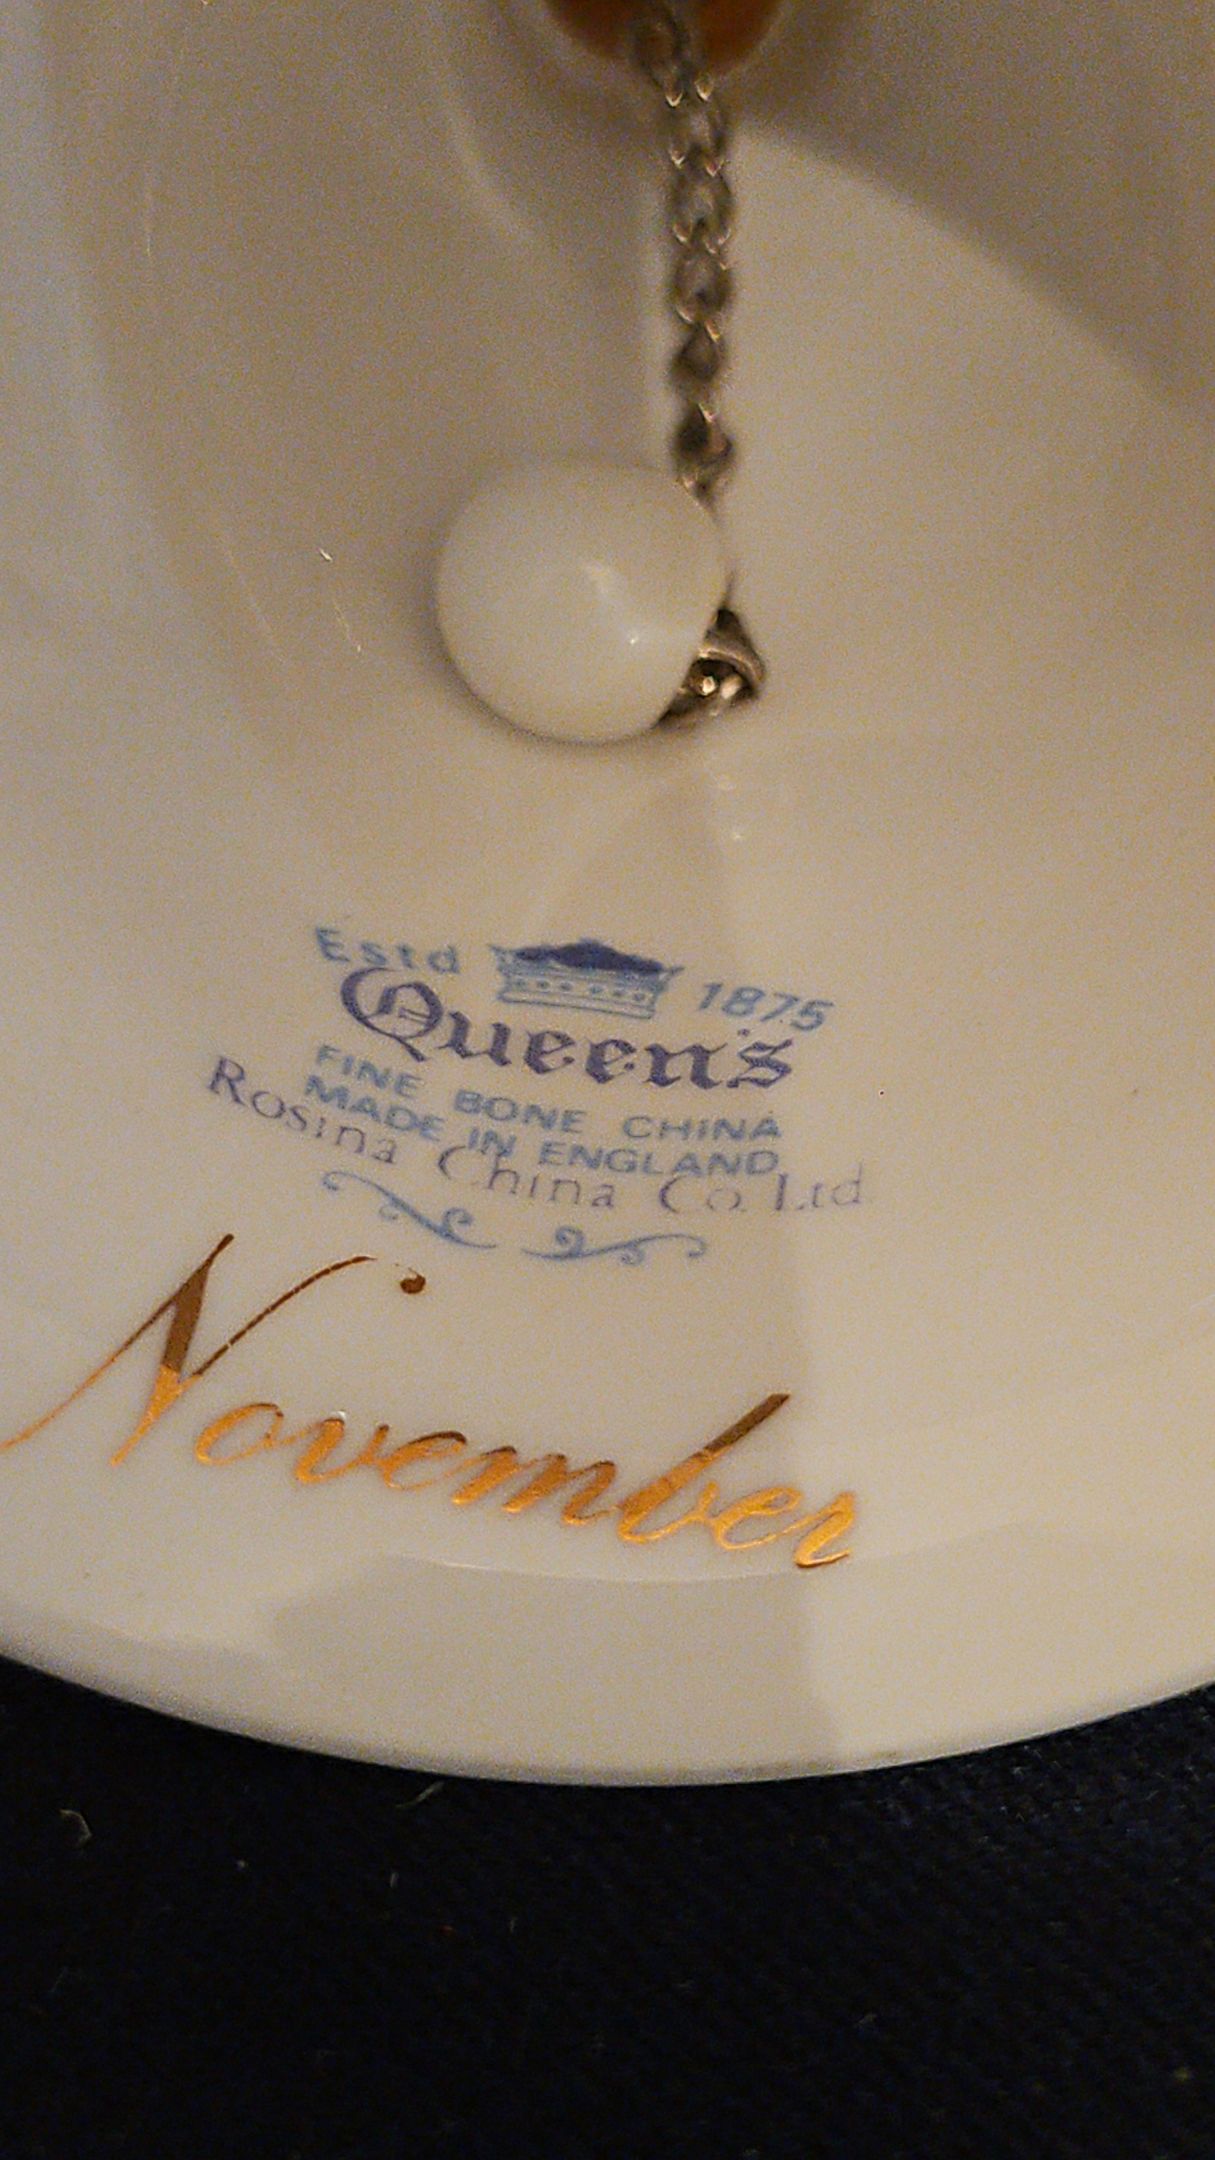 Estd 1875
Queen's
FINE BONE CHINA
MADE IN ENGLAND
Rosina China Co. Ltd
November